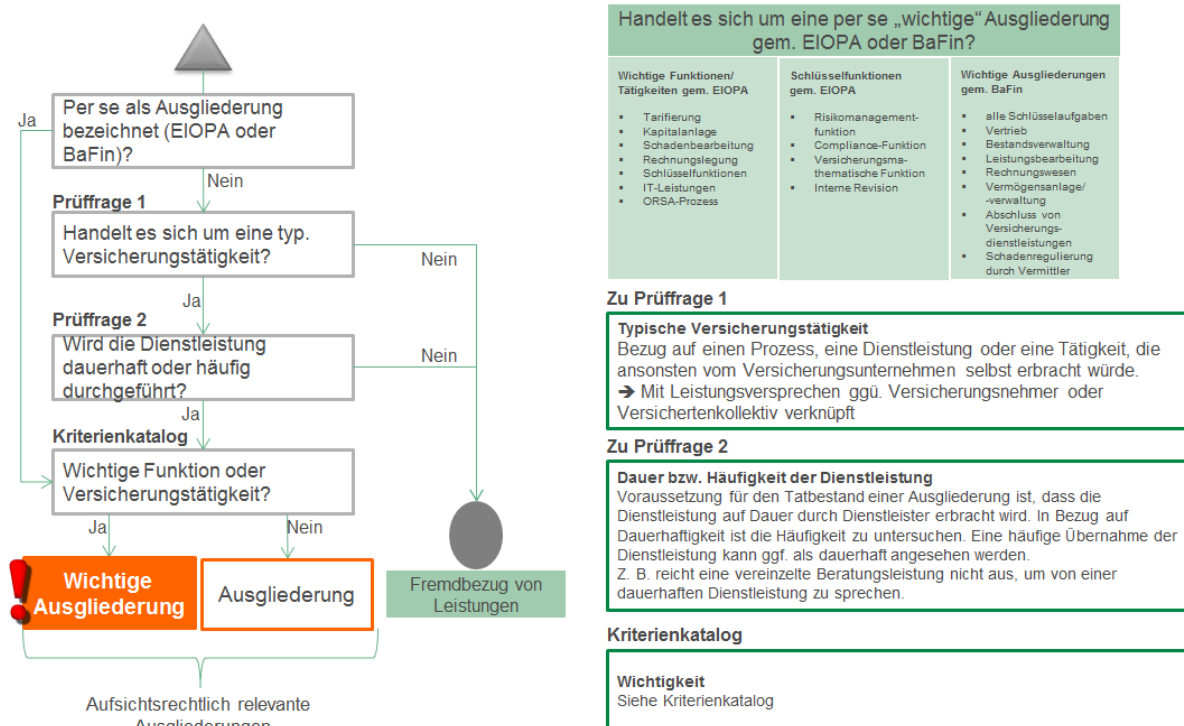 Per se als Ausgliederung
bezeichnet (EIOPA oder
BaFin)?
Ja
Nein
Prüffrage 1
Handelt es sich um eine typ.
Versicherungstätigkeit?
Nein
Ja
Prüffrage 2
Wird die Dienstleistung
dauerhaft oder häufig
durchgeführt?
Nein
Ja
Kriterienkatalog
Wichtige Funktion oder
Versicherungstätigkeit?
Ja
Nein
Wichtige
Ausgliederung
Ausgliederung
Fremdbezug von
Leistungen
Aufsichtsrechtlich relevante
Ausgliederungen
Handelt es sich um eine per se „wichtige“ Ausgliederung
gem. EIOPA oder BaFin?
Wichtige Funktionen/
Tätigkeiten gem. EIOPA
▪ Tarifierung
▪ Kapitalanlage
▪ Schadenbearbeitung
▪ Rechnungslegung
▪ Schlüsselfunktionen
▪ IT-Leistungen
▪ ORSA-Prozess
Schlüsselfunktionen
gem. EIOPA
▪ Risikomanagement-
funktion
▪ Compliance-Funktion
▪ Versicherungsma-
thematische Funktion
▪ Interne Revision
Wichtige Ausgliederungen
gem. BaFin
▪ alle Schlüsselaufgaben
▪ Vertrieb
▪ Bestandsverwaltung
▪ Leistungsbearbeitung
▪ Rechnungswesen
▪ Vermögensanlage/
-verwaltung
▪ Abschluss von
Versicherungs-
dienstleistungen
▪ Schadenregulierung
durch Vermittler
Zu Prüffrage 1
Typische Versicherungstätigkeit
Bezug auf einen Prozess, eine Dienstleistung oder eine Tätigkeit, die
ansonsten vom Versicherungsunternehmen selbst erbracht würde.
➔ Mit Leistungsversprechen ggü. Versicherungsnehmer oder
Versichertenkollektiv verknüpft
Zu Prüffrage 2
Dauer bzw. Häufigkeit der Dienstleistung
Voraussetzung für den Tatbestand einer Ausgliederung ist, dass die
Dienstleistung auf Dauer durch Dienstleister erbracht wird. In Bezug auf
Dauerhaftigkeit ist die Häufigkeit zu untersuchen. Eine häufige Übernahme der
Dienstleistung kann ggf. als dauerhaft angesehen werden.
Z. B. reicht eine vereinzelte Beratungsleistung nicht aus, um von einer
dauerhaften Dienstleistung zu sprechen.
Kriterienkatalog
Wichtigkeit
Siehe Kriterienkatalog